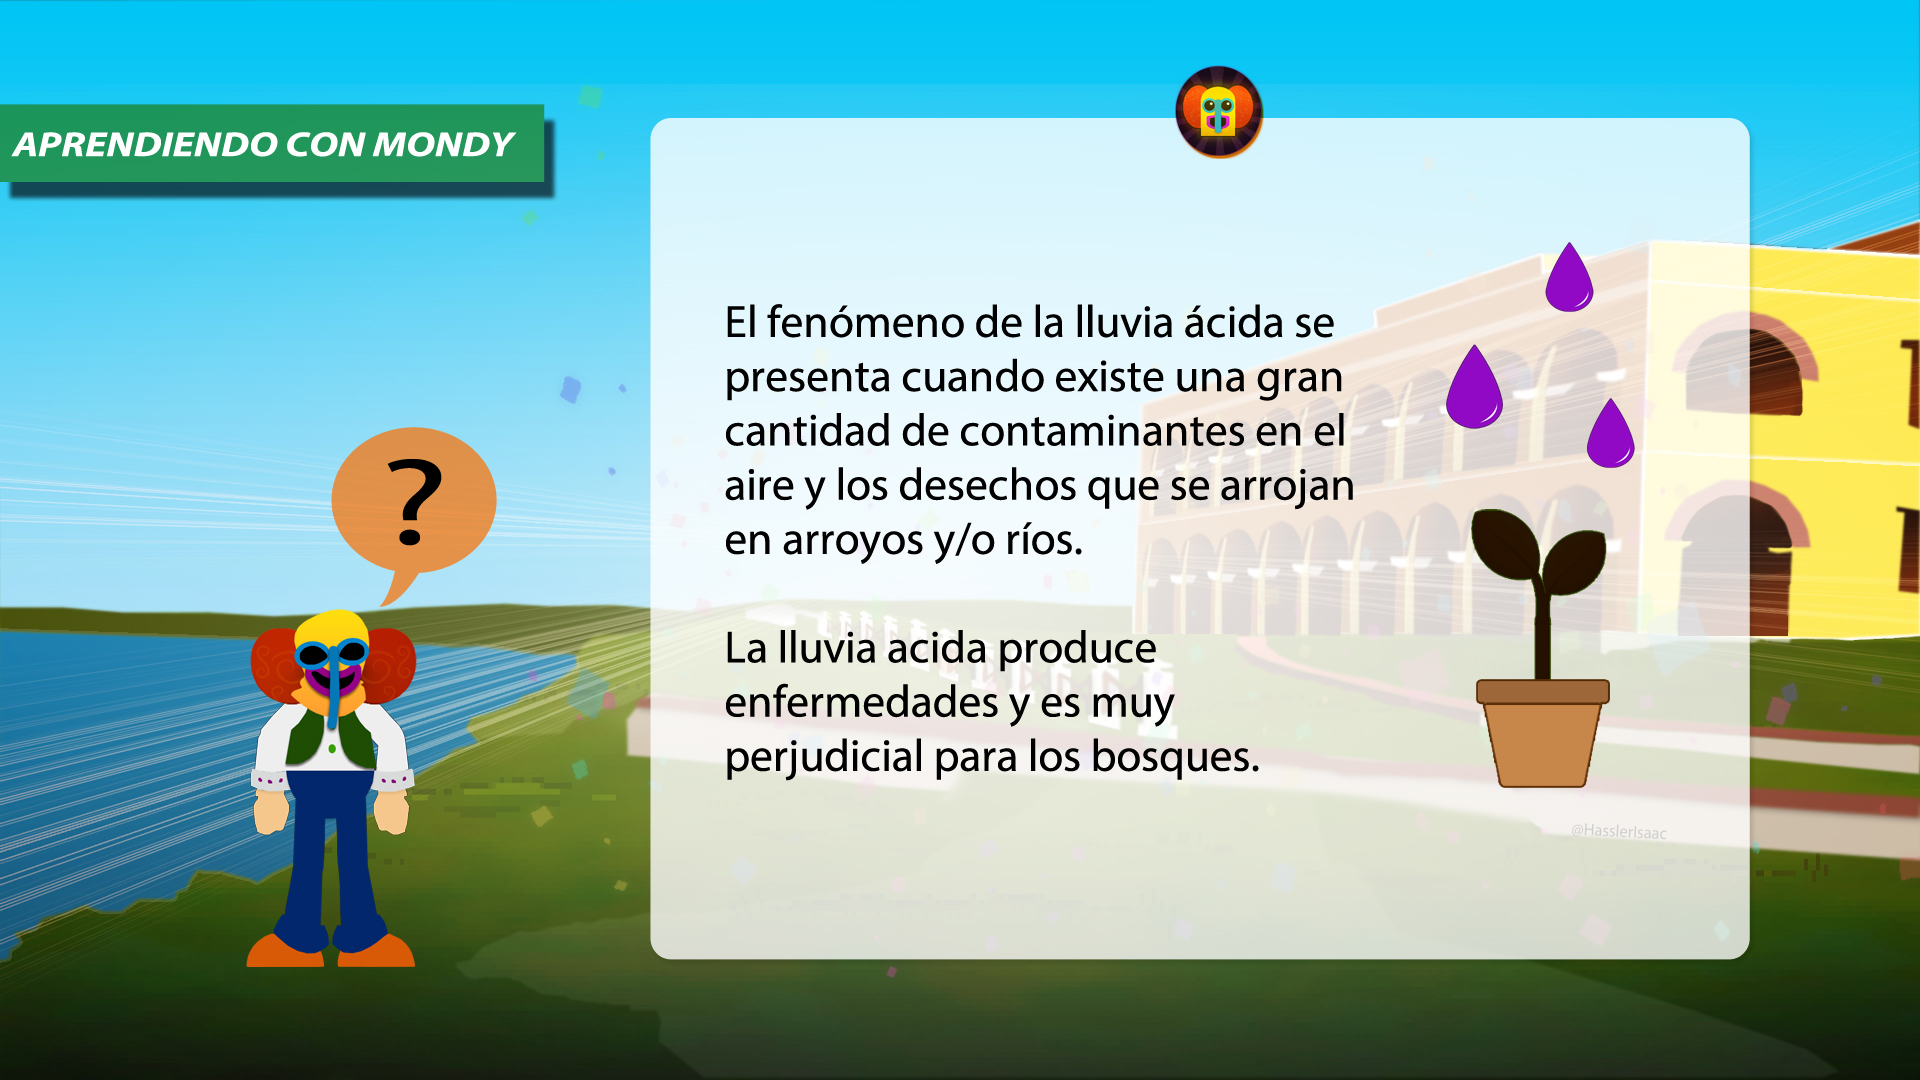 APRENDIENDO CON MONDY
?
El fenómeno de la lluvia ácida se
presenta cuando existe una gran
cantidad de contaminantes en el
aire y los desechos que se arrojan
en arroyos y/o ríos.
La lluvia acida produce
enfermedades y es muy
perjudicial para los bosques.
@HasslerIsaac